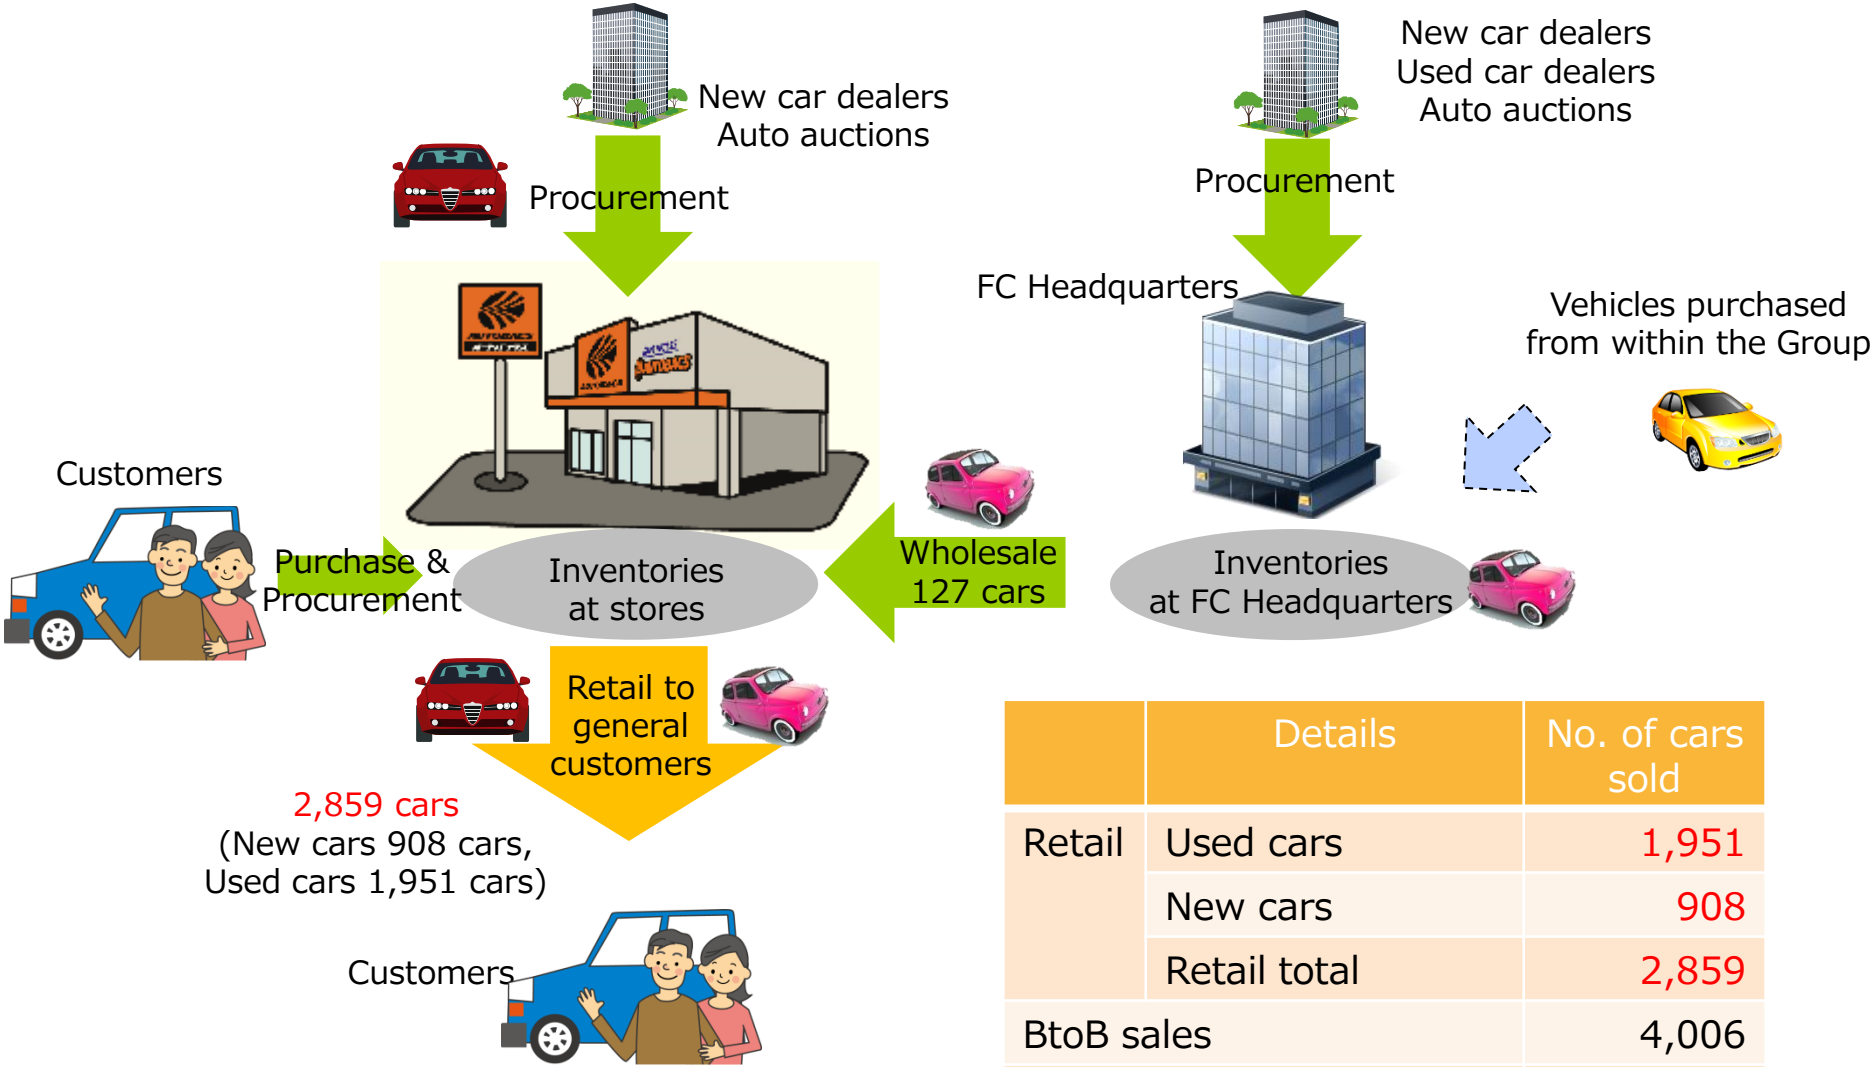 New car dealers
Auto auctions
Procurement
New car dealers
Used car dealers
Auto auctions
Procurement
FC Headquarters
Vehicles purchased
from within the Group
AUTOBACS
Customers
Purchase &
Procurement
Inventories
at stores
Wholesale
127 cars
Inventories
at FC Headquarters
Retail to
general
customers
2,859 cars
(New cars 908 cars,
Used cars 1,951 cars)
Customers
Details
No. of cars
sold
Retail
Used cars
1,951
New cars
908
Retail total
2,859
BtoB sales
4,006